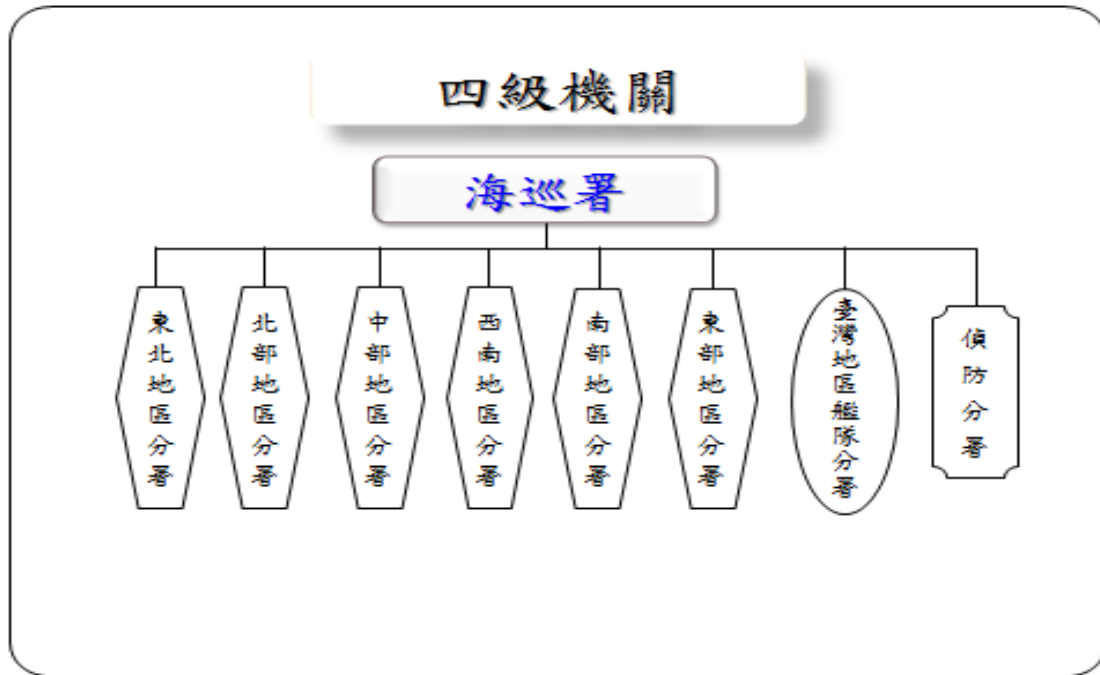 四級機關
海巡署
東北地區分署
北部地區分署
中部地區分署
西南地區分署
南部地區分署
東部地區分署
臺灣地區艦隊分署
偵防分署